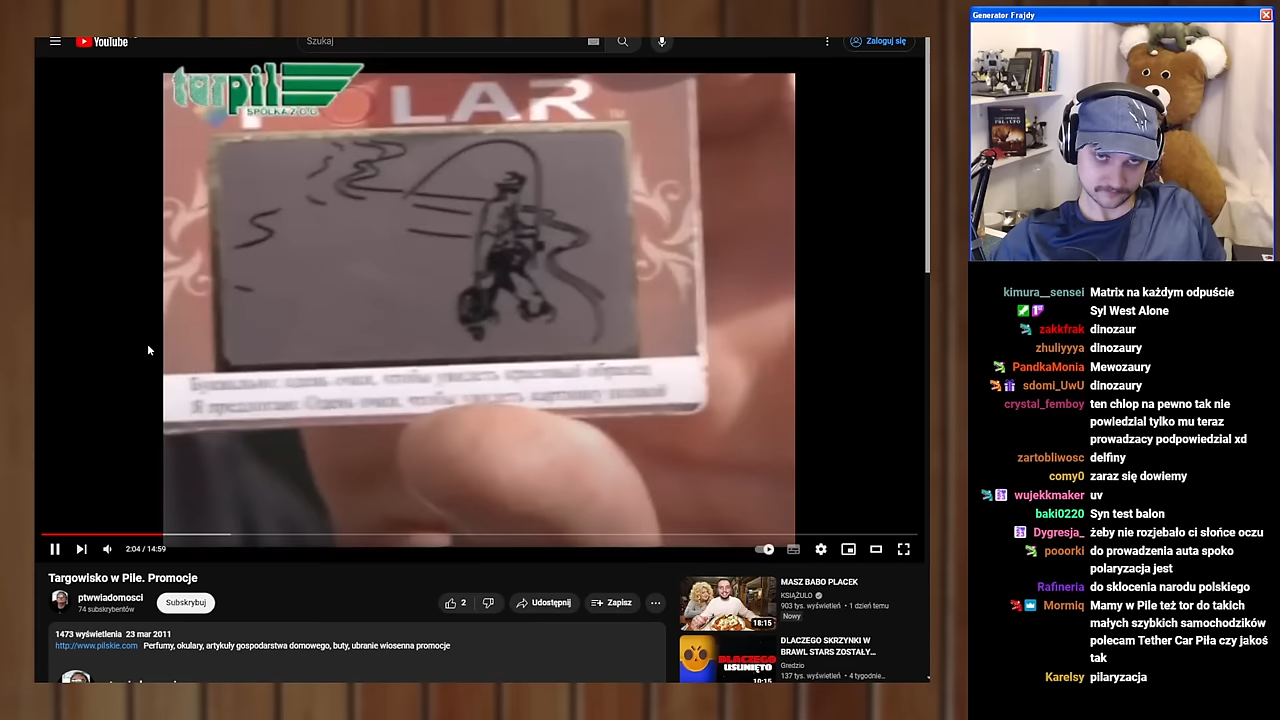 Generator Frajdy
YouTube
Szukaj
Zaloguj się
tarpil
SPÓŁKA Z O.O.
LAR
2:04 / 14:59
Targowisko w Pile. Promocje
ptwwiadomosci
74 subskrybentów
Subskrybuj
2
Udostępnij
Zapisz
1473 wyświetlenia 23 mar 2011
http://www.pilskie.com Perfumy, okulary, artykuły gospodarstwa domowego, buty, ubranie wiosenna promocje
MASZ BABO PLACEK
KSIĄŻULO
903 tys. wyświetleń • 1 dzień temu
Nowy
18:15
DLACZEGO SKRZYNKI W
BRAWL STARS ZOSTAŁY...
Gredzio
137 tys. wyświetleń • 4 tygodnie...
DLACZEGO
USUNIĘTO
10:15
kimura__sensei Matrix na każdym odpuście
Syl West Alone
zakkfrak dinozaur
zhuliyyya dinozaury
PandkaMonia Mewozaury
sdomi_UwU dinozaury
crystal_femboy ten chlop na pewno tak nie
powiedzial tylko mu teraz
prowadzacy podpowiedzial xd
zartobliwosc delfiny
comy0 zaraz się dowiemy
wujekkmaker uv
baki0220 Syn test balon
Dygresja_ żeby nie rozjebało ci słońce oczu
pooorki do prowadzenia auta spoko
polaryzacja jest
Rafineria do sklocenia narodu polskiego
Mormiq Mamy w Pile też tor do takich
małych szybkich samochodzików
polecam Tether Car Piła czy jakoś
tak
Karelsy pilaryzacja